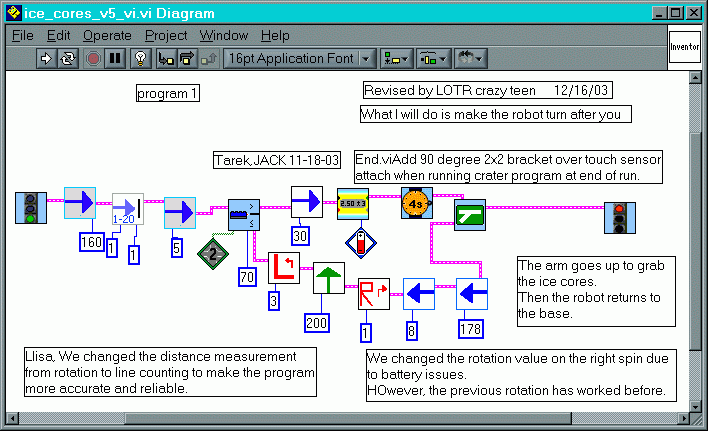 ice_cores_v5_vi.vi Diagram
File Edit Operate Project Window Help
Inventor
16pt Application Font
program 1
Revised by LOTR crazy teen 12/16/03
What I will do is make the robot turn after you
Tarek,JACK 11-18-03
End.viAdd 90 degree 2x2 bracket over touch sensor
attach when running crater program at end of run.
1-20
2.50 ±3
4s
160
1
1
5
30
-2
70
3
200
R
1
8
178
The arm goes up to grab
the ice cores.
Then the robot returns to
the base.
Llisa, We changed the distance measurement
from rotation to line counting to make the program
more accurate and reliable.
We changed the rotation value on the right spin due
to battery issues.
HOwever, the previous rotation has worked before.